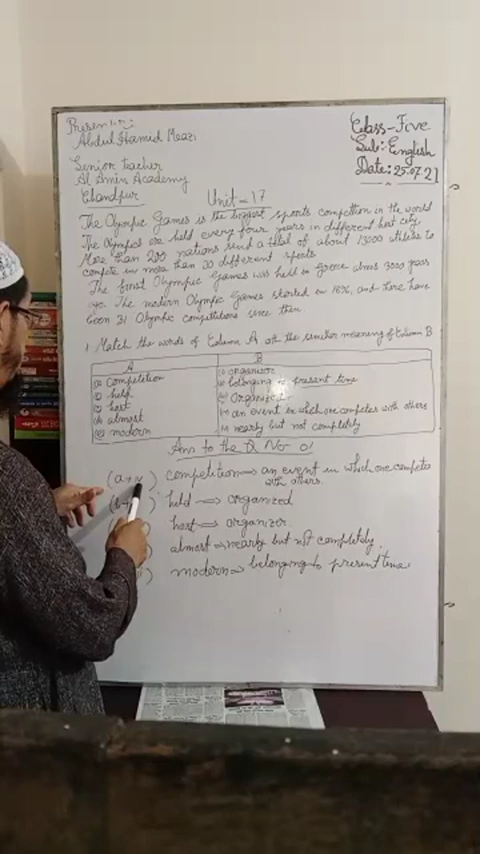 Abdul Hamid Meazi
Senior teacher
Al Amin Academy
Chandpur
Class-Five
Sub: English
Date: 25.07.21
Unit-17
The Olympic Games is the biggest sports competion in the world
The Olympics are held every four years in different host city
More than 200 nations send a total of about 13000 athletes to
compete in more than 30 different sports
The first Olympic Games was held in Greece almos 3000 years
ago. The modern Olympic Games started in 1896, and there have
been 31 Olympic competitions since then
1 Match the words of Column A with the similar meaning of Column B
A
B
(a) Competition
(b) held
(c) host
(d) almost
(e) modern
(i) organisor
(ii) belonging to present time
(iii) Organized
(iv) an event in which one competes with others
(v) nearly but not completely
Ans to the Q No 01
(a+iv) competition⇒ an event in which one competes
with others.
held ⇒ organized
host ⇒ organizor
almost ⇒ nearly but not completely
modern ⇒ belonging to present time